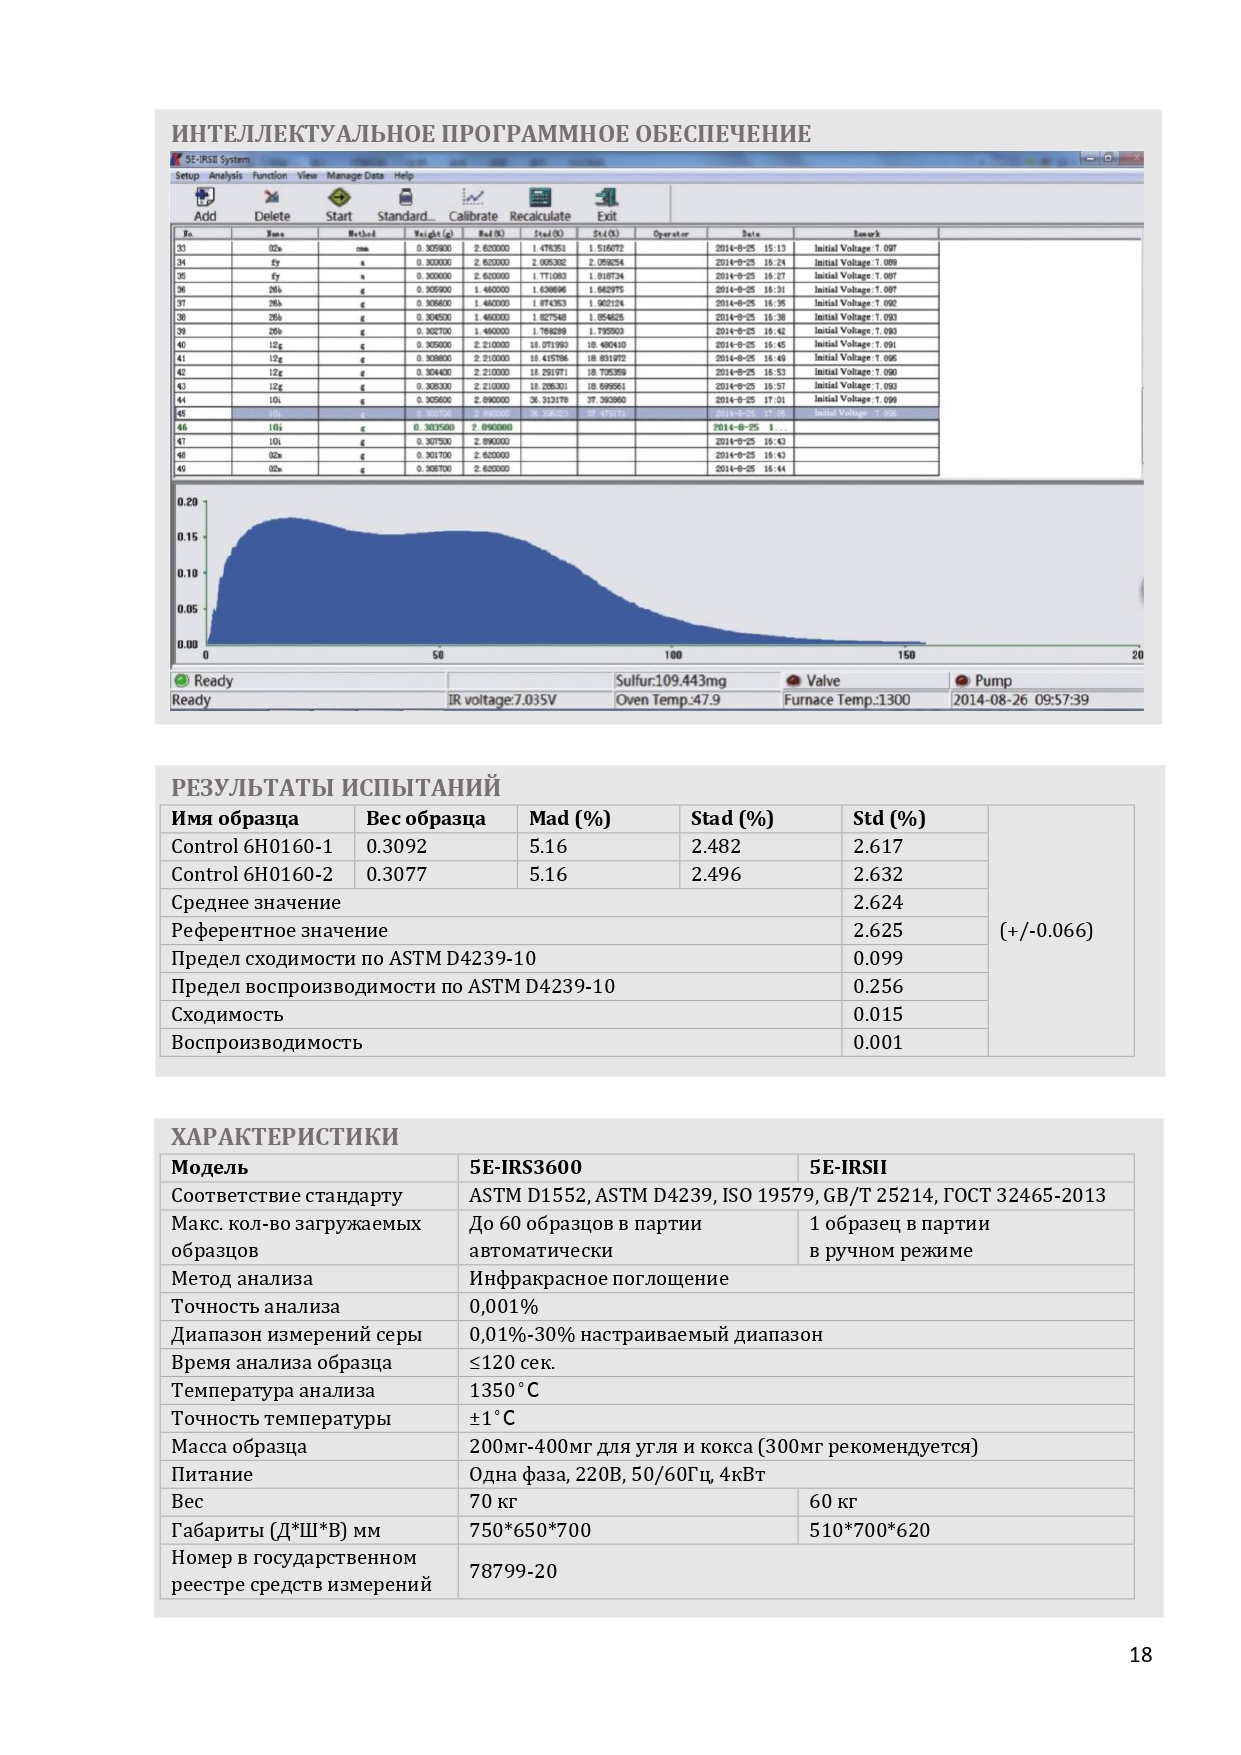 ИНТЕЛЛЕКТУАЛЬНОЕ ПРОГРАММНОЕ ОБЕСПЕЧЕНИЕ
5E-IRSII System
Setup Analysis Function View Manage Data Help
Add Delete Start Standard... Calibrate Recalculate Exit
No. Name Method Weight(g) Mad(%) Stad(%) Std(%) Operator Date Remark
33 02m 0.305900 2.620000 1.476351 1.516072 2014-8-25 15:13 Initial Voltage:7.097
34 fy 0.300000 2.620000 2.005302 2.059254 2014-8-25 16:24 Initial Voltage:7.089
35 fy 0.300000 2.620000 1.771083 1.818734 2014-8-25 16:27 Initial Voltage:7.087
36 26b g 0.305900 1.460000 1.638696 1.662975 2014-8-25 16:31 Initial Voltage:7.087
37 26b g 0.306600 1.460000 1.874353 1.902124 2014-8-25 16:35 Initial Voltage:7.092
38 26b g 0.304500 1.460000 1.827548 1.854625 2014-8-25 16:38 Initial Voltage:7.093
39 26b g 0.302700 1.460000 1.769289 1.795503 2014-8-25 16:42 Initial Voltage:7.093
40 12g g 0.305000 2.210000 18.071993 18.480410 2014-8-25 16:45 Initial Voltage:7.091
41 12g g 0.308800 2.210000 18.415786 18.831972 2014-8-25 16:49 Initial Voltage:7.095
42 12g g 0.304400 2.210000 18.291971 18.705359 2014-8-25 16:53 Initial Voltage:7.090
43 12g g 0.308300 2.210000 18.286301 18.699561 2014-8-25 16:57 Initial Voltage:7.093
44 10i g 0.305600 2.890000 36.313178 37.393860 2014-8-25 17:01 Initial Voltage:7.099
45 10i g 2.890000 2014-8-25 Initial Voltage
46 10i g 0.303500 2.890000 2014-8-25 1...
47 10i g 0.307500 2.890000 2014-8-25 16:43
48 02m g 0.301700 2.620000 2014-8-25 16:43
49 02m g 0.306700 2.620000 2014-8-25 16:44
0.20
0.15
0.10
0.05
0.00
0 50 100 150 20
Ready Sulfur:109.443mg Valve Pump
Ready IR voltage:7.035V Oven Temp.:47.9 Furnace Temp.:1300 2014-08-26 09:57:39
РЕЗУЛЬТАТЫ ИСПЫТАНИЙ
Имя образца Вес образца Mad (%) Stad (%) Std (%)
Control 6H0160-1 0.3092 5.16 2.482 2.617
Control 6H0160-2 0.3077 5.16 2.496 2.632
Среднее значение 2.624
Референтное значение 2.625 (+/-0.066)
Предел сходимости по ASTM D4239-10 0.099
Предел воспроизводимости по ASTM D4239-10 0.256
Сходимость 0.015
Воспроизводимость 0.001
ХАРАКТЕРИСТИКИ
Модель 5E-IRS3600 5E-IRSII
Соответствие стандарту ASTM D1552, ASTM D4239, ISO 19579, GB/T 25214, ГОСТ 32465-2013
Макс. кол-во загружаемых До 60 образцов в партии 1 образец в партии
образцов автоматически в ручном режиме
Метод анализа Инфракрасное поглощение
Точность анализа 0,001%
Диапазон измерений серы 0,01%-30% настраиваемый диапазон
Время анализа образца ≤120 сек.
Температура анализа 1350˚C
Точность температуры ±1˚C
Масса образца 200мг-400мг для угля и кокса (300мг рекомендуется)
Питание Одна фаза, 220В, 50/60Гц, 4кВт
Вес 70 кг 60 кг
Габариты (Д*Ш*В) мм 750*650*700 510*700*620
Номер в государственном
реестре средств измерений 78799-20
18